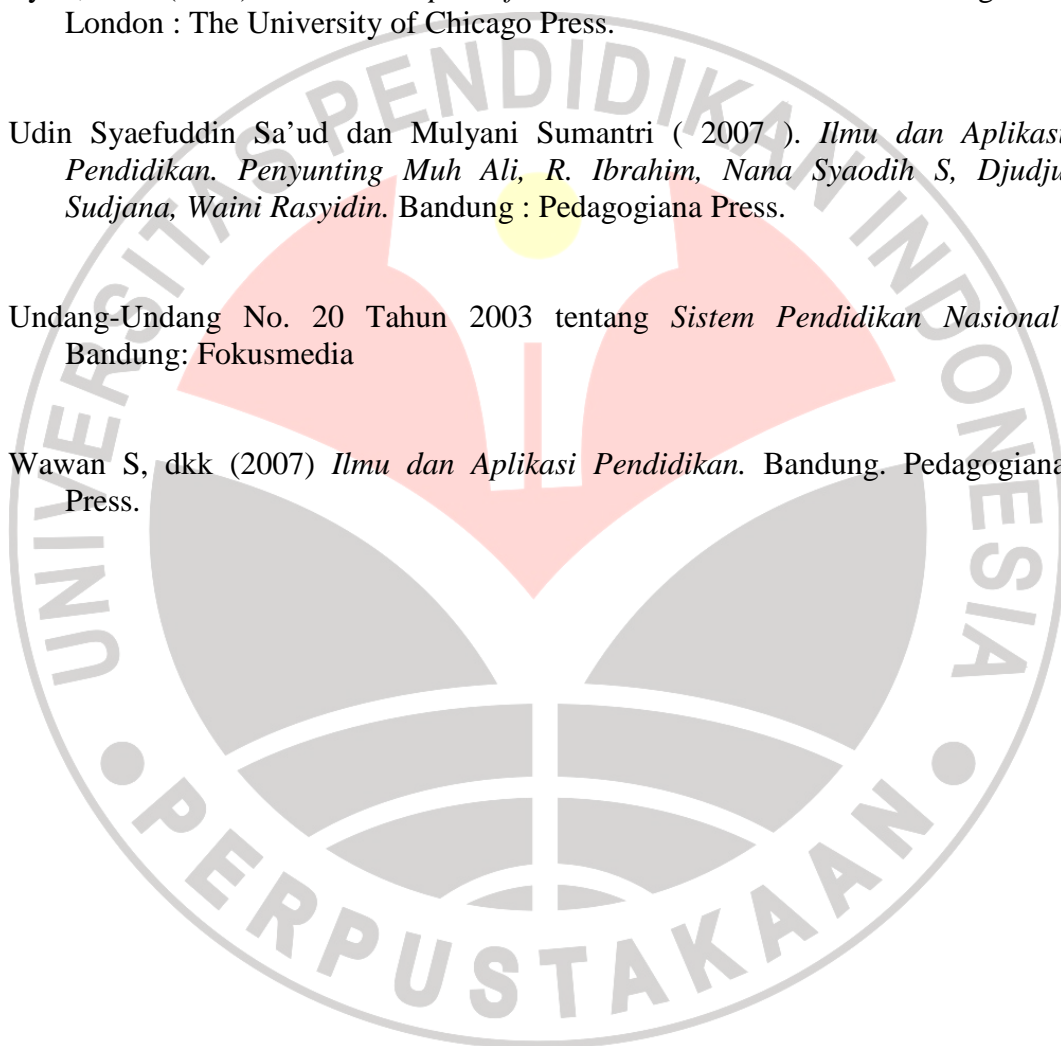 London : The University of Chicago Press.
Udin Syaefuddin Sa’ud dan Mulyani Sumantri ( 2007 ). Ilmu dan Aplikasi
Pendidikan. Penyunting Muh Ali, R. Ibrahim, Nana Syaodih S, Djudju
Sudjana, Waini Rasyidin. Bandung : Pedagogiana Press.
Undang-Undang No. 20 Tahun 2003 tentang Sistem Pendidikan Nasional
Bandung: Fokusmedia
Wawan S, dkk (2007) Ilmu dan Aplikasi Pendidikan. Bandung. Pedagogiana
Press.
UNIVERSITAS PENDIDIKAN INDONESIA
PERPUSTAKAAN